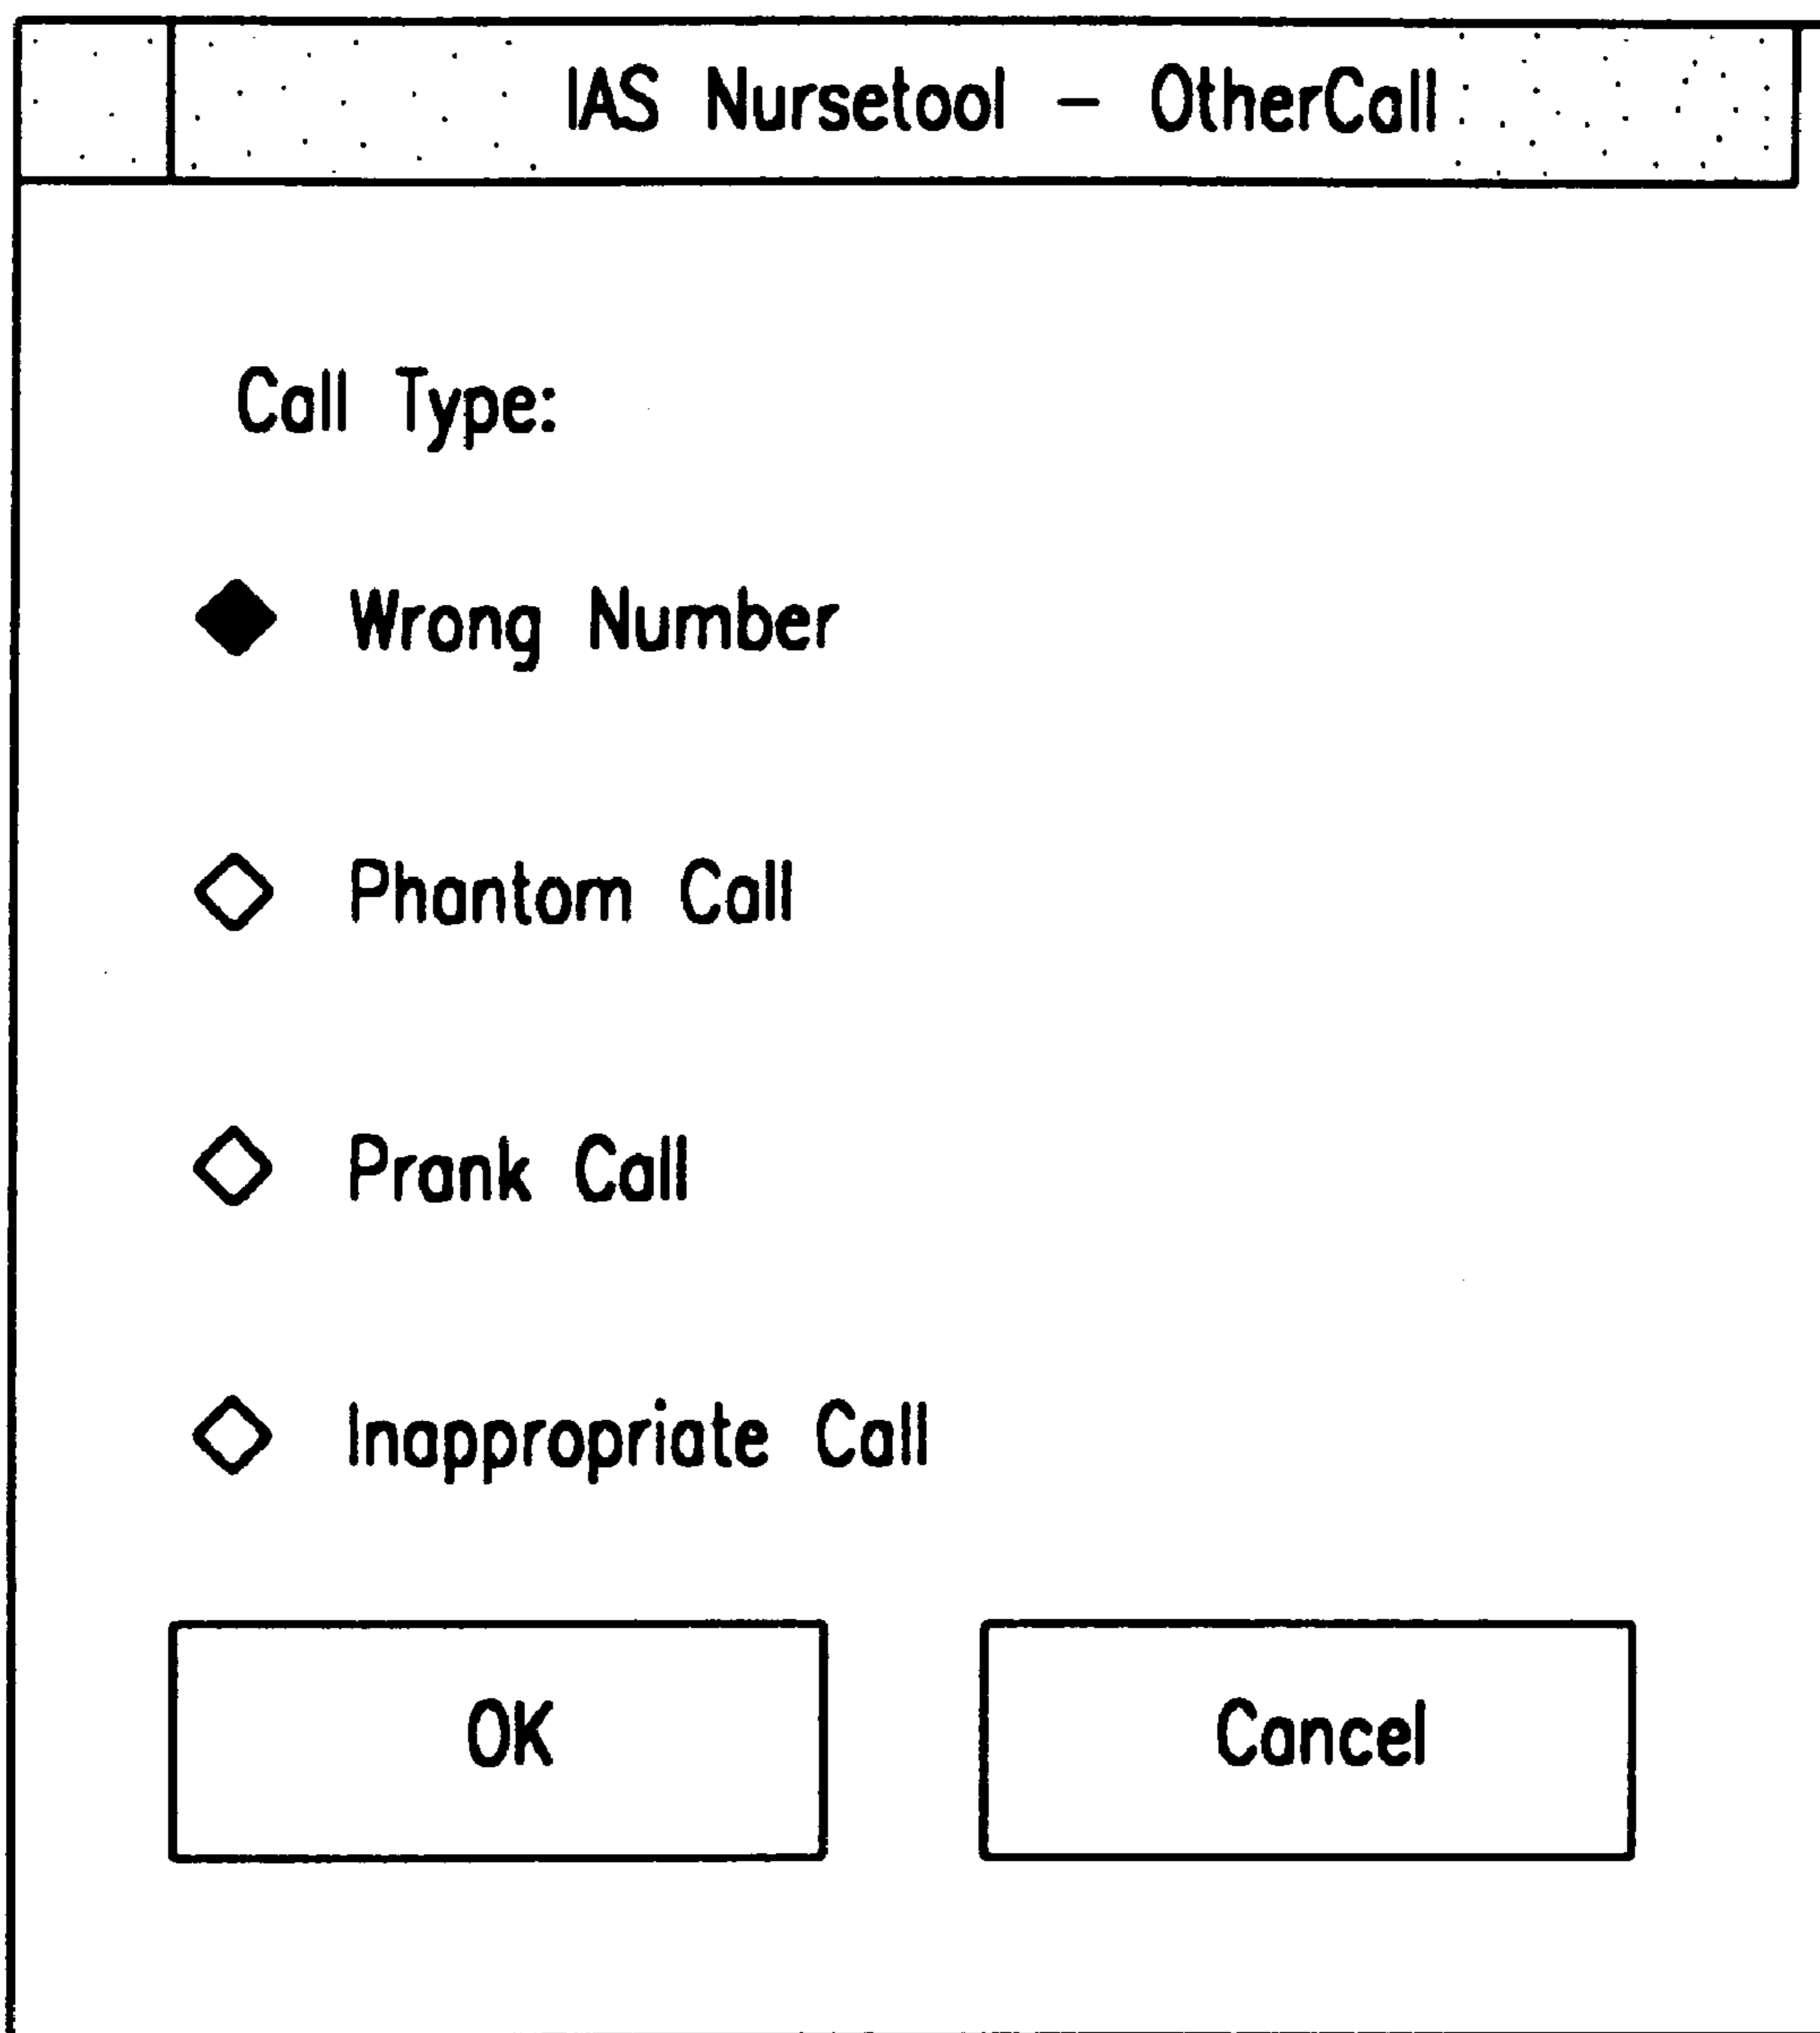 IAS Nursetool – OtherCall
Call Type:
Wrong Number
Phantom Call
Prank Call
Inappropriate Call
OK
Cancel